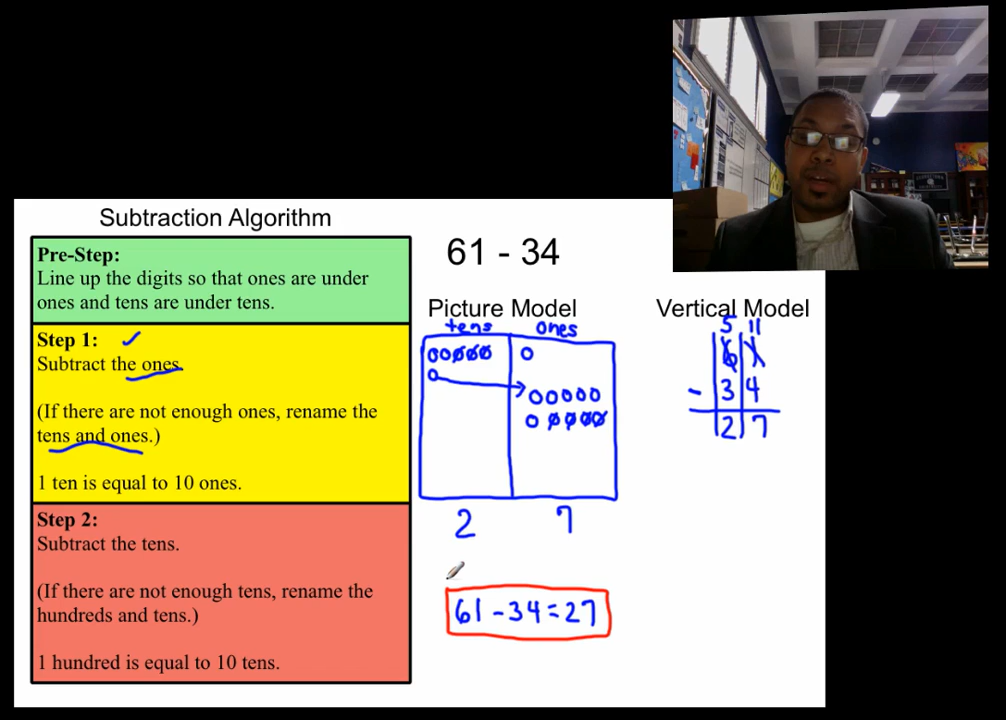 Subtraction Algorithm
Pre-Step:
Line up the digits so that ones are under
ones and tens are under tens.
Step 1:
Subtract the ones.
(If there are not enough ones, rename the
tens and ones.)
1 ten is equal to 10 ones.
Step 2:
Subtract the tens.
(If there are not enough tens, rename the
hundreds and tens.)
1 hundred is equal to 10 tens.
61 - 34
Picture Model
tens ones
2 7
61 - 34 = 27
Vertical Model
5 11
6 1
- 3 4
2 7